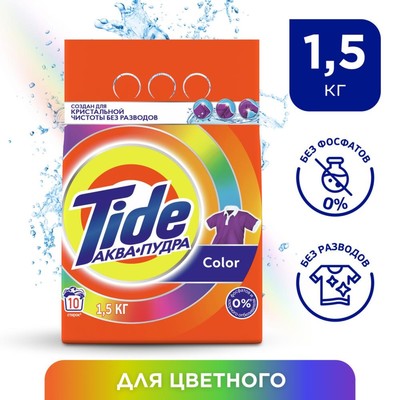 1,5
КГ
СОЗДАН ДЛЯ
КРИСТАЛЬНОЙ
ЧИСТОТЫ БЕЗ РАЗВОДОВ
БЕЗ ФОСФАТОВ
0%
Tide
АКВА•ПУДРА
Color
БЕЗ РАЗВОДОВ
10
1,5 КГ
0%
ДЛЯ ЦВЕТНОГО